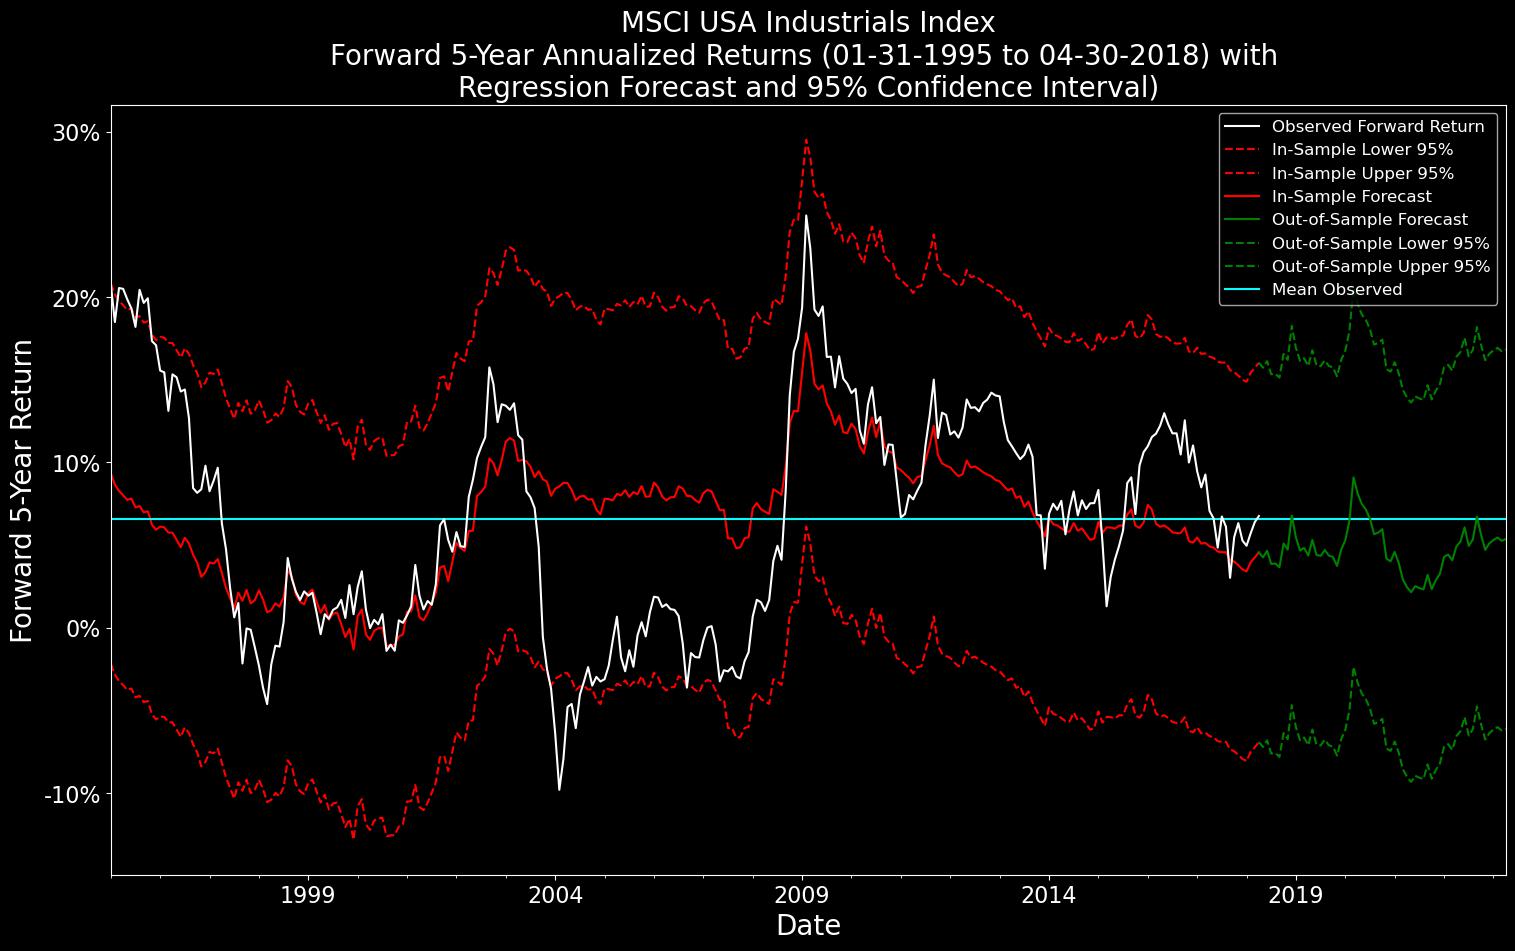 MSCI USA Industrials Index
Forward 5-Year Annualized Returns (01-31-1995 to 04-30-2018) with
Regression Forecast and 95% Confidence Interval)
30%
20%
10%
0%
-10%
Forward 5-Year Return
Observed Forward Return
In-Sample Lower 95%
In-Sample Upper 95%
In-Sample Forecast
Out-of-Sample Forecast
Out-of-Sample Lower 95%
Out-of-Sample Upper 95%
Mean Observed
1999
2004
2009
2014
2019
Date